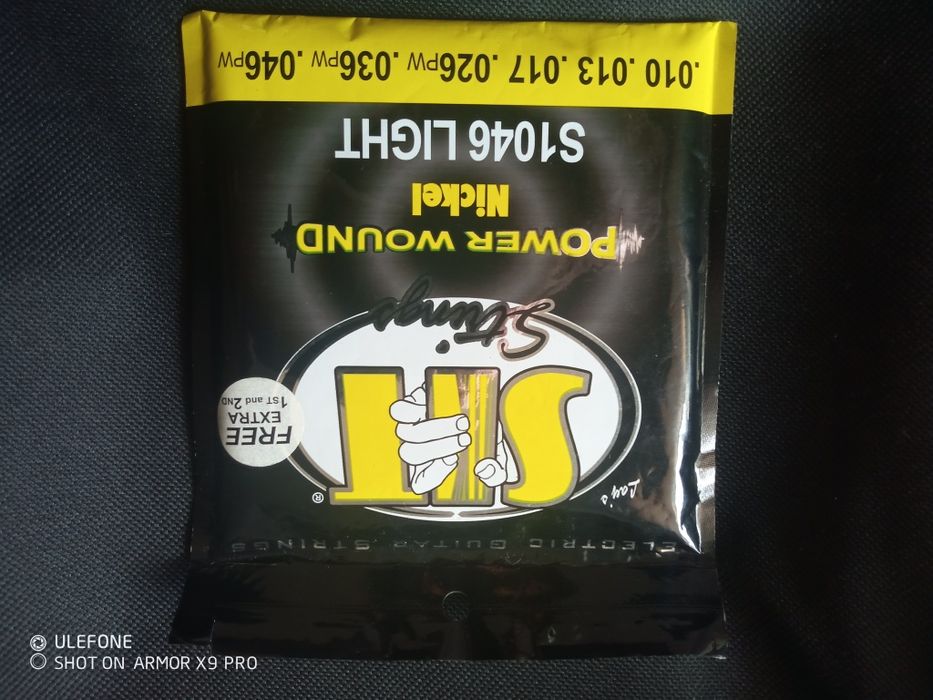 ELECTRIC GUITAR STRINGS
Lay's
SIT
®
Strings
FREE
EXTRA
1ST and 2ND
POWER WOUND
Nickel
S1046 LIGHT
.010 .013 .017 .026PW .036PW .046PW
ULEFONE
SHOT ON ARMOR X9 PRO